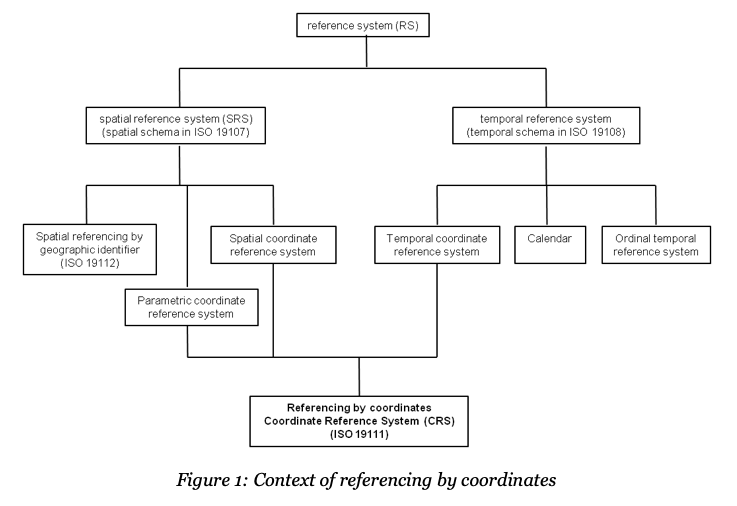 reference system (RS)
spatial reference system (SRS)
(spatial schema in ISO 19107)
temporal reference system
(temporal schema in ISO 19108)
Spatial referencing by
geographic identifier
(ISO 19112)
Spatial coordinate
reference system
Temporal coordinate
reference system
Calendar
Ordinal temporal
reference system
Parametric coordinate
reference system
Referencing by coordinates
Coordinate Reference System (CRS)
(ISO 19111)
Figure 1: Context of referencing by coordinates